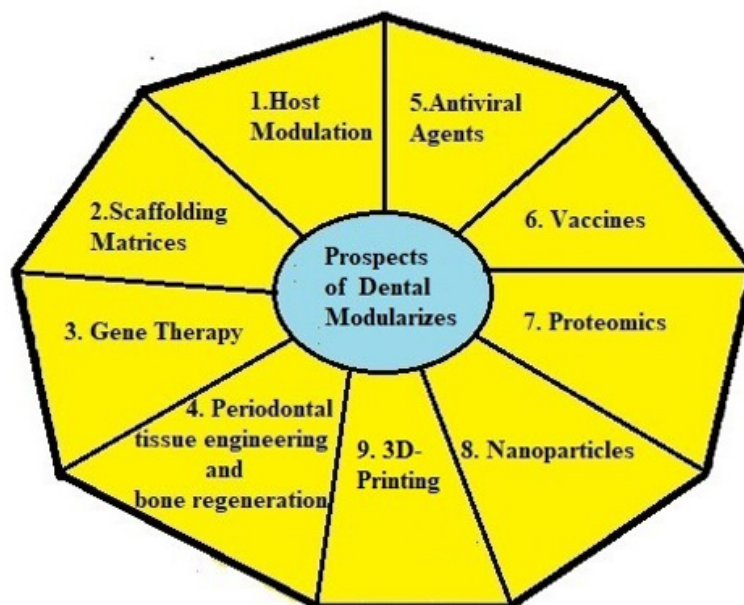 1.Host
Modulation
5.Antiviral
Agents
2.Scaffolding
Matrices
6. Vaccines
Prospects
of Dental
Modularizes
3. Gene Therapy
7. Proteomics
4. Periodontal
tissue engineering
and
bone regeneration
9. 3D-
Printing
8. Nanoparticles